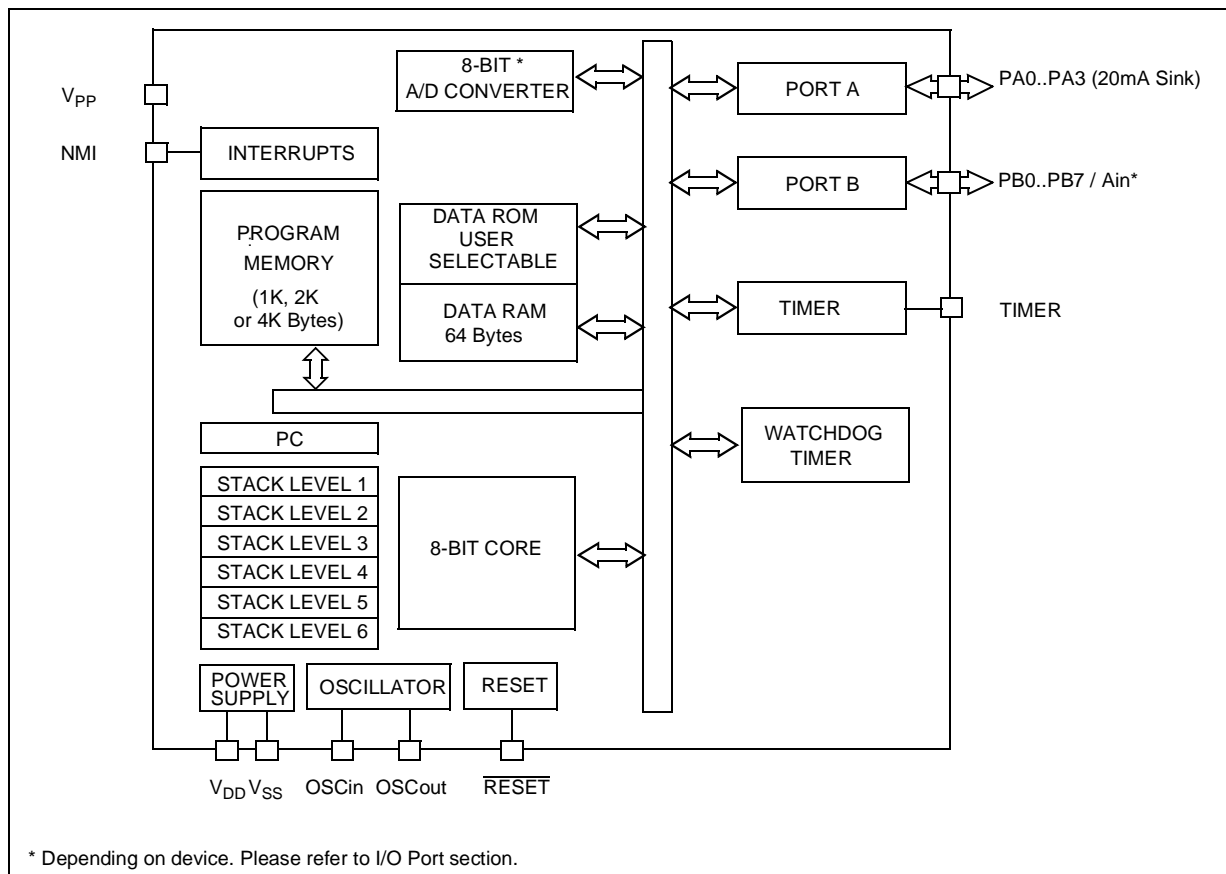 8-BIT *
A/D CONVERTER
PORT A
PA0..PA3 (20mA Sink)
VPP
NMI
INTERRUPTS
PORT B
PB0..PB7 / Ain*
PROGRAM
MEMORY
(1K, 2K
or 4K Bytes)
DATA ROM
USER
SELECTABLE
DATA RAM
64 Bytes
TIMER
TIMER
PC
WATCHDOG
TIMER
STACK LEVEL 1
STACK LEVEL 2
STACK LEVEL 3
STACK LEVEL 4
STACK LEVEL 5
STACK LEVEL 6
8-BIT CORE
POWER
SUPPLY
OSCILLATOR
RESET
VDD VSS
OSCin OSCout
RESET
* Depending on device. Please refer to I/O Port section.